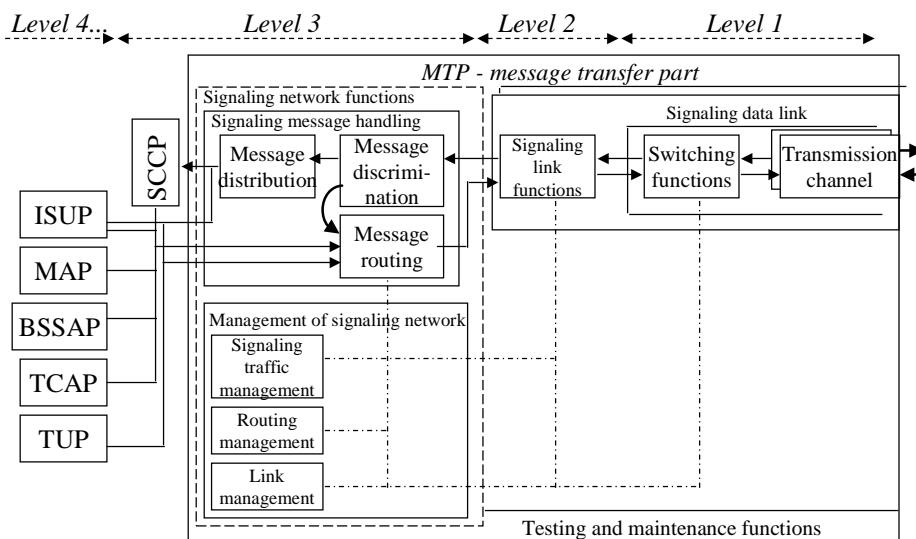 Level 4... Level 3 Level 2 Level 1
MTP - message transfer part
Signaling network functions
Signaling message handling
Signaling data link
SCCP
Message
distribution
Message
discrimi-
nation
Signaling
link
functions
Switching
functions
Transmission
channel
Message
routing
ISUP
MAP
BSSAP
TCAP
TUP
Management of signaling network
Signaling
traffic
management
Routing
management
Link
management
Testing and maintenance functions